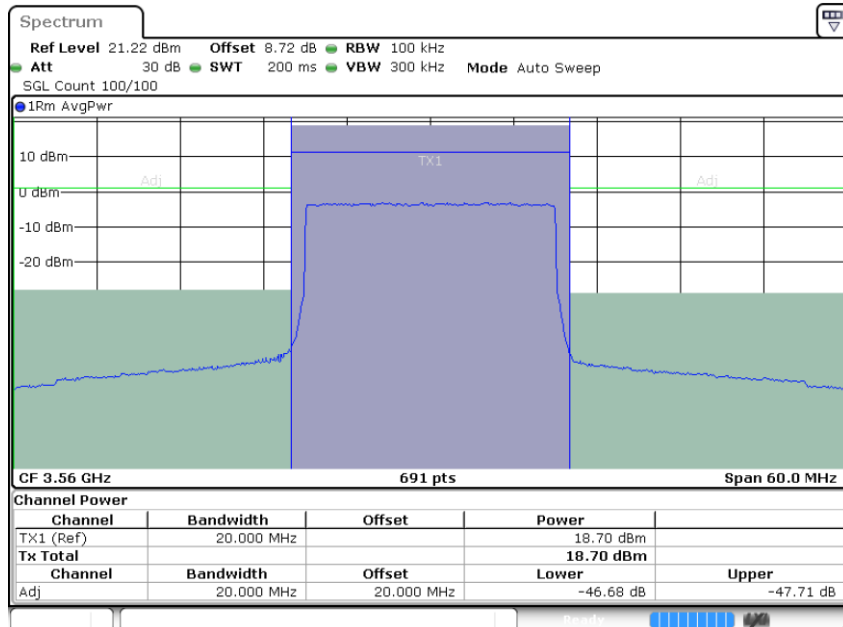 Spectrum
Ref Level 21.22 dBm Offset 8.72 dB RBW 100 kHz
Att 30 dB SWT 200 ms VBW 300 kHz Mode Auto Sweep
SGL Count 100/100
1Rm AvgPwr
10 dBm
TX1
Adj
Adj
0 dBm
-10 dBm
-20 dBm
CF 3.56 GHz 691 pts Span 60.0 MHz
Channel Power
Channel Bandwidth Offset Power
TX1 (Ref) 20.000 MHz 18.70 dBm
Tx Total 18.70 dBm
Channel Bandwidth Offset Lower Upper
Adj 20.000 MHz 20.000 MHz -46.68 dB -47.71 dB
Ready